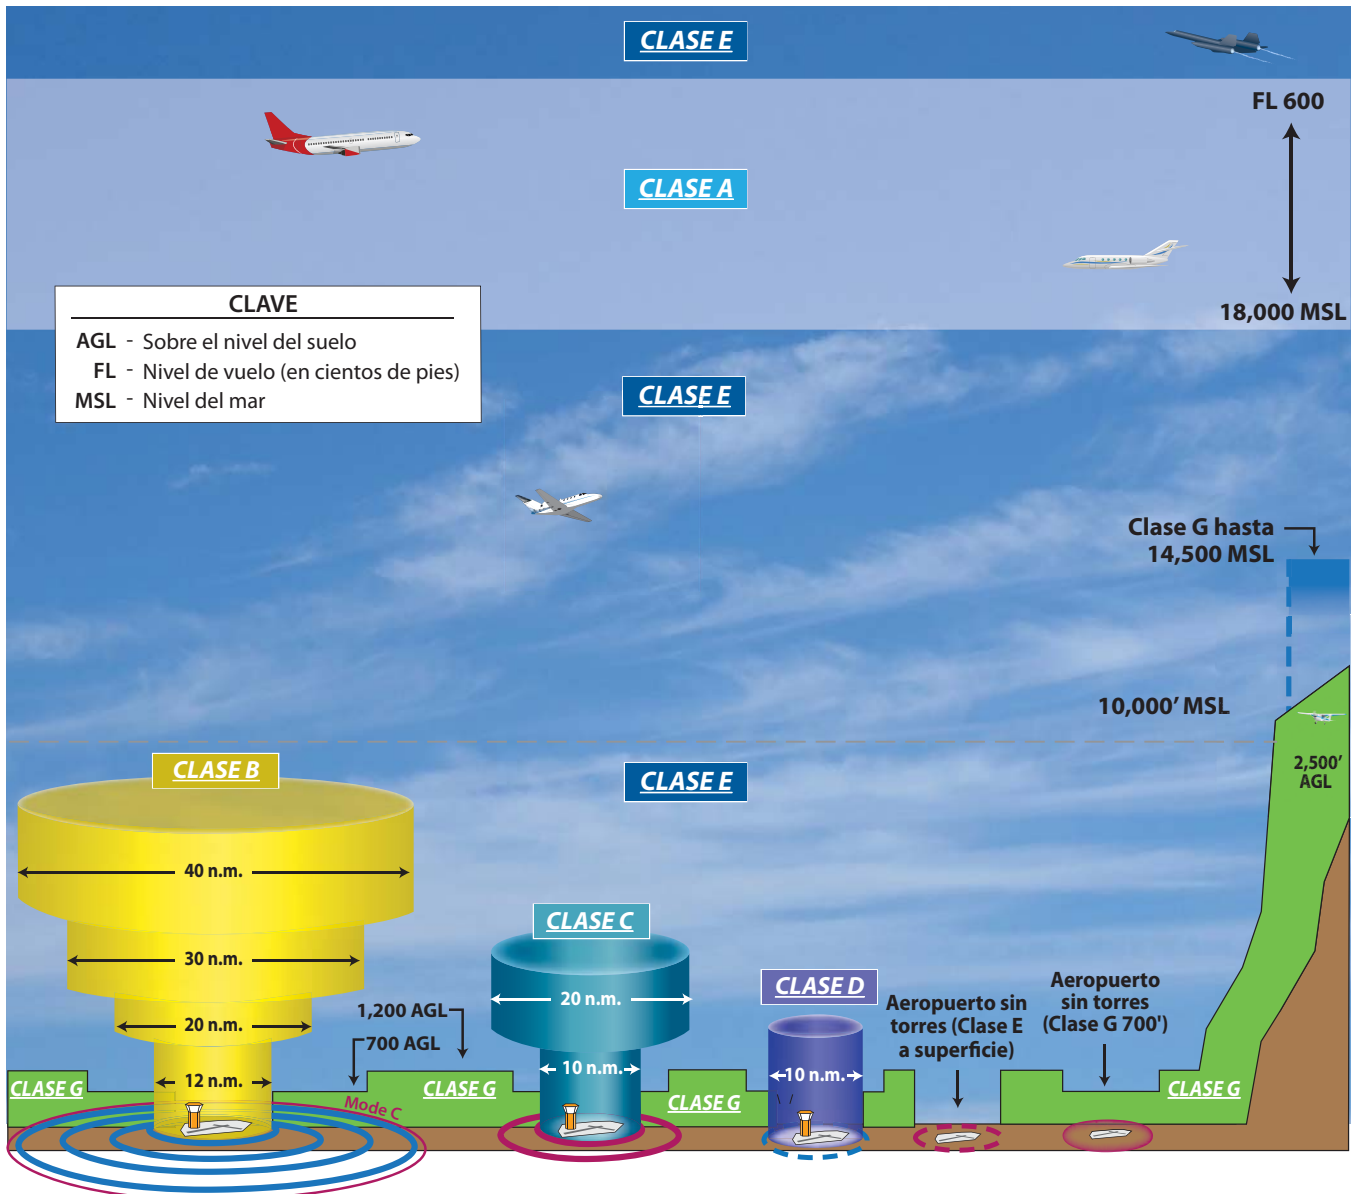 CLASE E
FL 600
CLASE A
18,000 MSL
CLAVE
AGL - Sobre el nivel del suelo
FL - Nivel de vuelo (en cientos de pies)
MSL - Nivel del mar
CLASE E
Clase G hasta
14,500 MSL
10,000’ MSL
2,500’
AGL
CLASE B
CLASE E
40 n.m.
30 n.m.
20 n.m.
12 n.m.
1,200 AGL
700 AGL
CLASE C
20 n.m.
10 n.m.
CLASE D
10 n.m.
Aeropuerto sin
torres (Clase E
a superficie)
Aeropuerto
sin torres
(Clase G 700')
CLASE G
CLASE G
CLASE G
CLASE G
Mode C